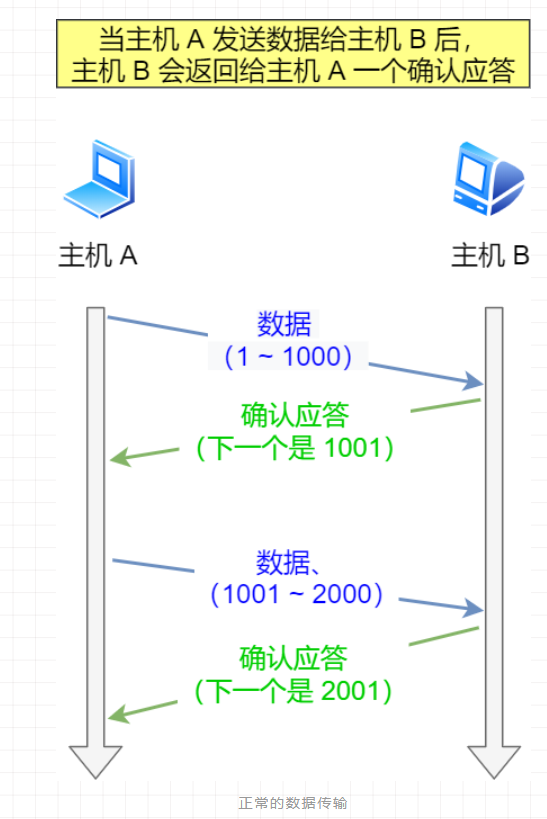 当主机 A 发送数据给主机 B 后，
主机 B 会返回给主机 A 一个确认应答
主机 A
主机 B
数据
（1 ~ 1000）
确认应答
（下一个是 1001）
数据、
（1001 ~ 2000）
确认应答
（下一个是 2001）
正常的数据传输